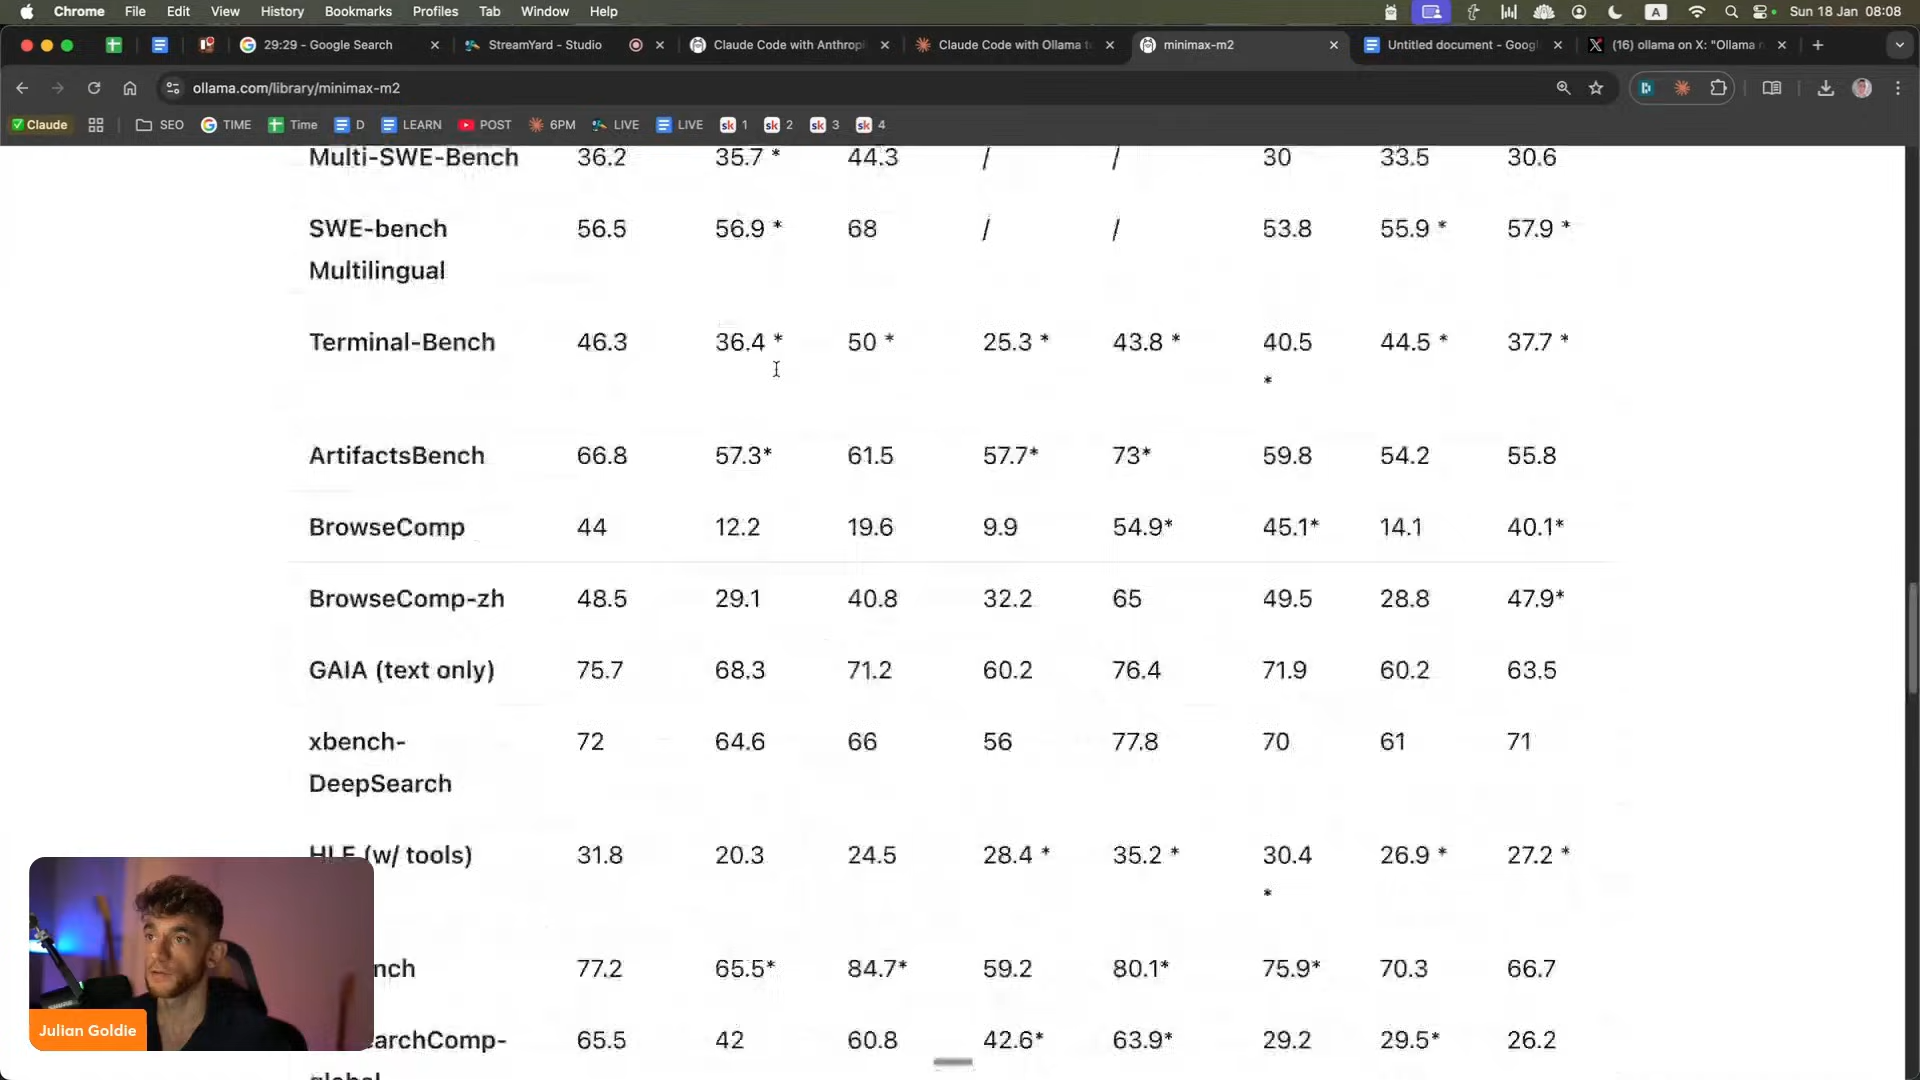 Chrome File Edit View History Bookmarks Profiles Tab Window Help A Sun 18 Jan 08:08
29:29 - Google Search StreamYard - Studio Claude Code with Anthropi Claude Code with Ollama to minimax-m2 Untitled document - Googl (16) ollama on X: "Ollama n
ollama.com/library/minimax-m2
Claude SEO TIME Time D LEARN POST 6PM LIVE LIVE sk 1 sk 2 sk 3 sk 4
Multi-SWE-Bench 36.2 35.7 * 44.3 / / 30 33.5 30.6
SWE-bench 56.5 56.9 * 68 / / 53.8 55.9 * 57.9 *
Multilingual
Terminal-Bench 46.3 36.4 * 50 * 25.3 * 43.8 * 40.5 44.5 * 37.7 *
*
ArtifactsBench 66.8 57.3* 61.5 57.7* 73* 59.8 54.2 55.8
BrowseComp 44 12.2 19.6 9.9 54.9* 45.1* 14.1 40.1*
BrowseComp-zh 48.5 29.1 40.8 32.2 65 49.5 28.8 47.9*
GAIA (text only) 75.7 68.3 71.2 60.2 76.4 71.9 60.2 63.5
xbench- 72 64.6 66 56 77.8 70 61 71
DeepSearch
HLE (w/ tools) 31.8 20.3 24.5 28.4 * 35.2 * 30.4 26.9 * 27.2 *
*
nch 77.2 65.5* 84.7* 59.2 80.1* 75.9* 70.3 66.7
Julian Goldie
earchComp- 65.5 42 60.8 42.6* 63.9* 29.2 29.5* 26.2
global